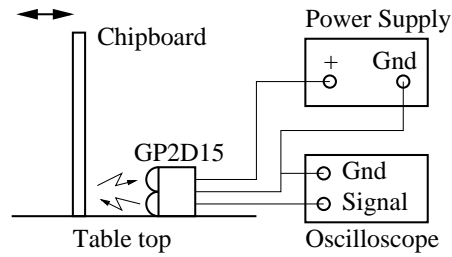 Power Supply
Chipboard
+ Gnd
GP2D15
Gnd
Signal
Table top
Oscilloscope